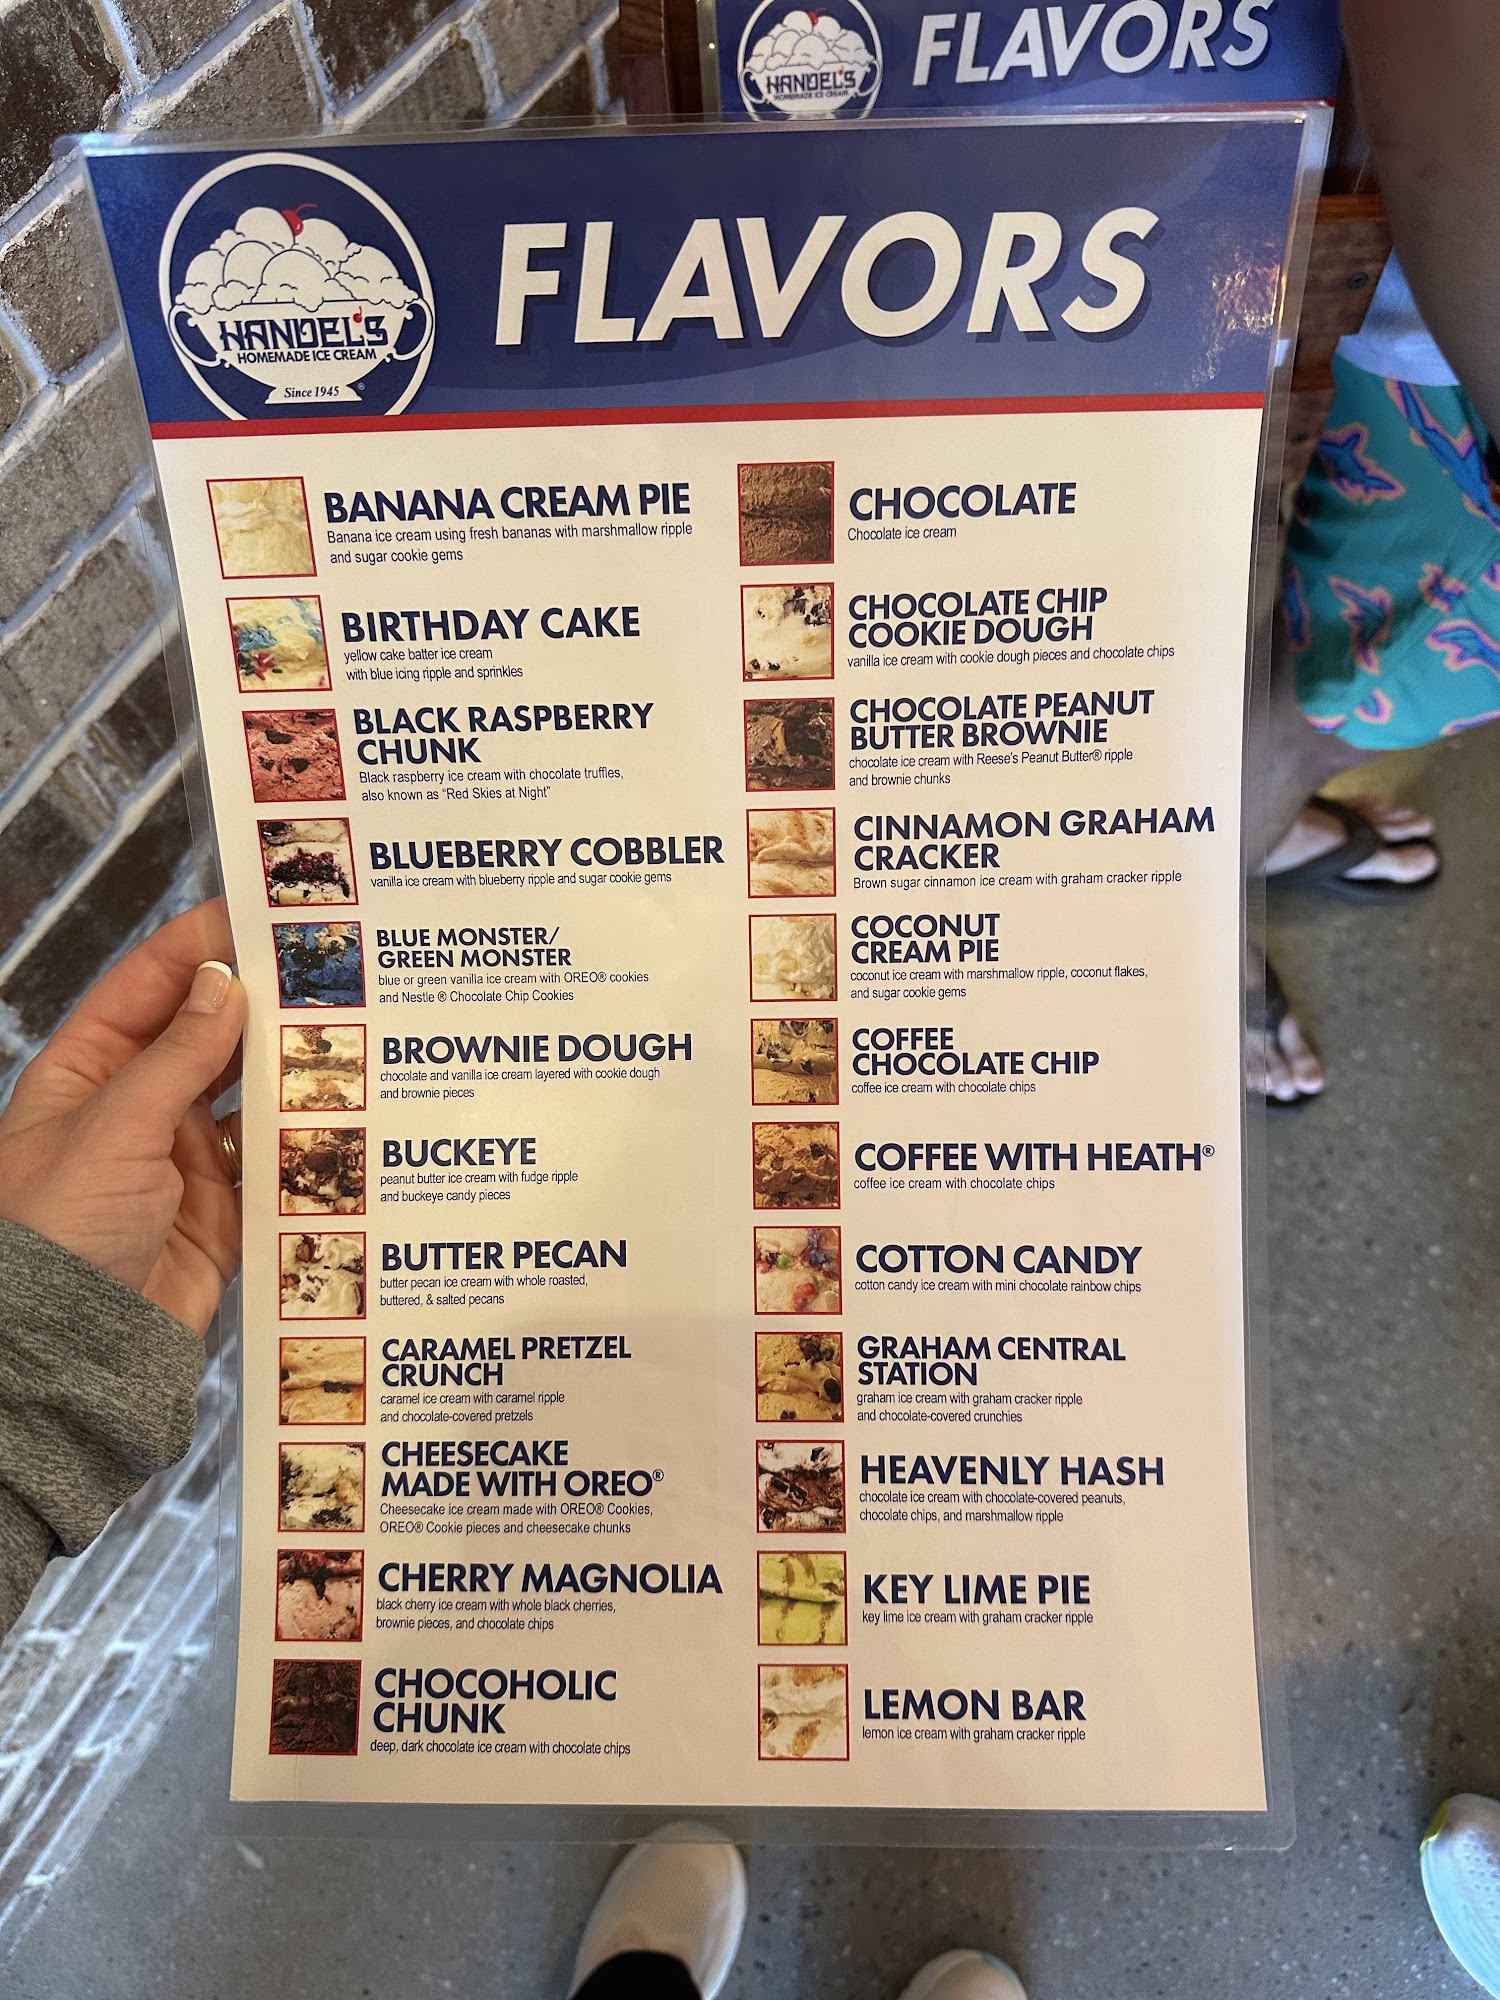 HANDEL'S
HOMEMADE ICE CREAM
FLAVORS
HANDEL'S
HOMEMADE ICE CREAM
Since 1945
®
FLAVORS
BANANA CREAM PIE
Banana ice cream using fresh bananas with marshmallow ripple
and sugar cookie gems
BIRTHDAY CAKE
yellow cake batter ice cream
with blue icing ripple and sprinkles
BLACK RASPBERRY
CHUNK
Black raspberry ice cream with chocolate truffles,
also known as "Red Skies at Night"
BLUEBERRY COBBLER
vanilla ice cream with blueberry ripple and sugar cookie gems
BLUE MONSTER/
GREEN MONSTER
blue or green vanilla ice cream with OREO® cookies
and Nestle ® Chocolate Chip Cookies
BROWNIE DOUGH
chocolate and vanilla ice cream layered with cookie dough
and brownie pieces
BUCKEYE
peanut butter ice cream with fudge ripple
and buckeye candy pieces
BUTTER PECAN
butter pecan ice cream with whole roasted,
buttered, & salted pecans
CARAMEL PRETZEL
CRUNCH
caramel ice cream with caramel ripple
and chocolate-covered pretzels
CHEESECAKE
MADE WITH OREO®
Cheesecake ice cream made with OREO® Cookies,
OREO® Cookie pieces and cheesecake chunks
CHERRY MAGNOLIA
black cherry ice cream with whole black cherries,
brownie pieces, and chocolate chips
CHOCOHOLIC
CHUNK
deep, dark chocolate ice cream with chocolate chips
CHOCOLATE
Chocolate ice cream
CHOCOLATE CHIP
COOKIE DOUGH
vanilla ice cream with cookie dough pieces and chocolate chips
CHOCOLATE PEANUT
BUTTER BROWNIE
chocolate ice cream with Reese's Peanut Butter® ripple
and brownie chunks
CINNAMON GRAHAM
CRACKER
Brown sugar cinnamon ice cream with graham cracker ripple
COCONUT
CREAM PIE
coconut ice cream with marshmallow ripple, coconut flakes,
and sugar cookie gems
COFFEE
CHOCOLATE CHIP
coffee ice cream with chocolate chips
COFFEE WITH HEATH®
coffee ice cream with chocolate chips
COTTON CANDY
cotton candy ice cream with mini chocolate rainbow chips
GRAHAM CENTRAL
STATION
graham ice cream with graham cracker ripple
and chocolate-covered crunchies
HEAVENLY HASH
chocolate ice cream with chocolate-covered peanuts,
chocolate chips, and marshmallow ripple
KEY LIME PIE
key lime ice cream with graham cracker ripple
LEMON BAR
lemon ice cream with graham cracker ripple